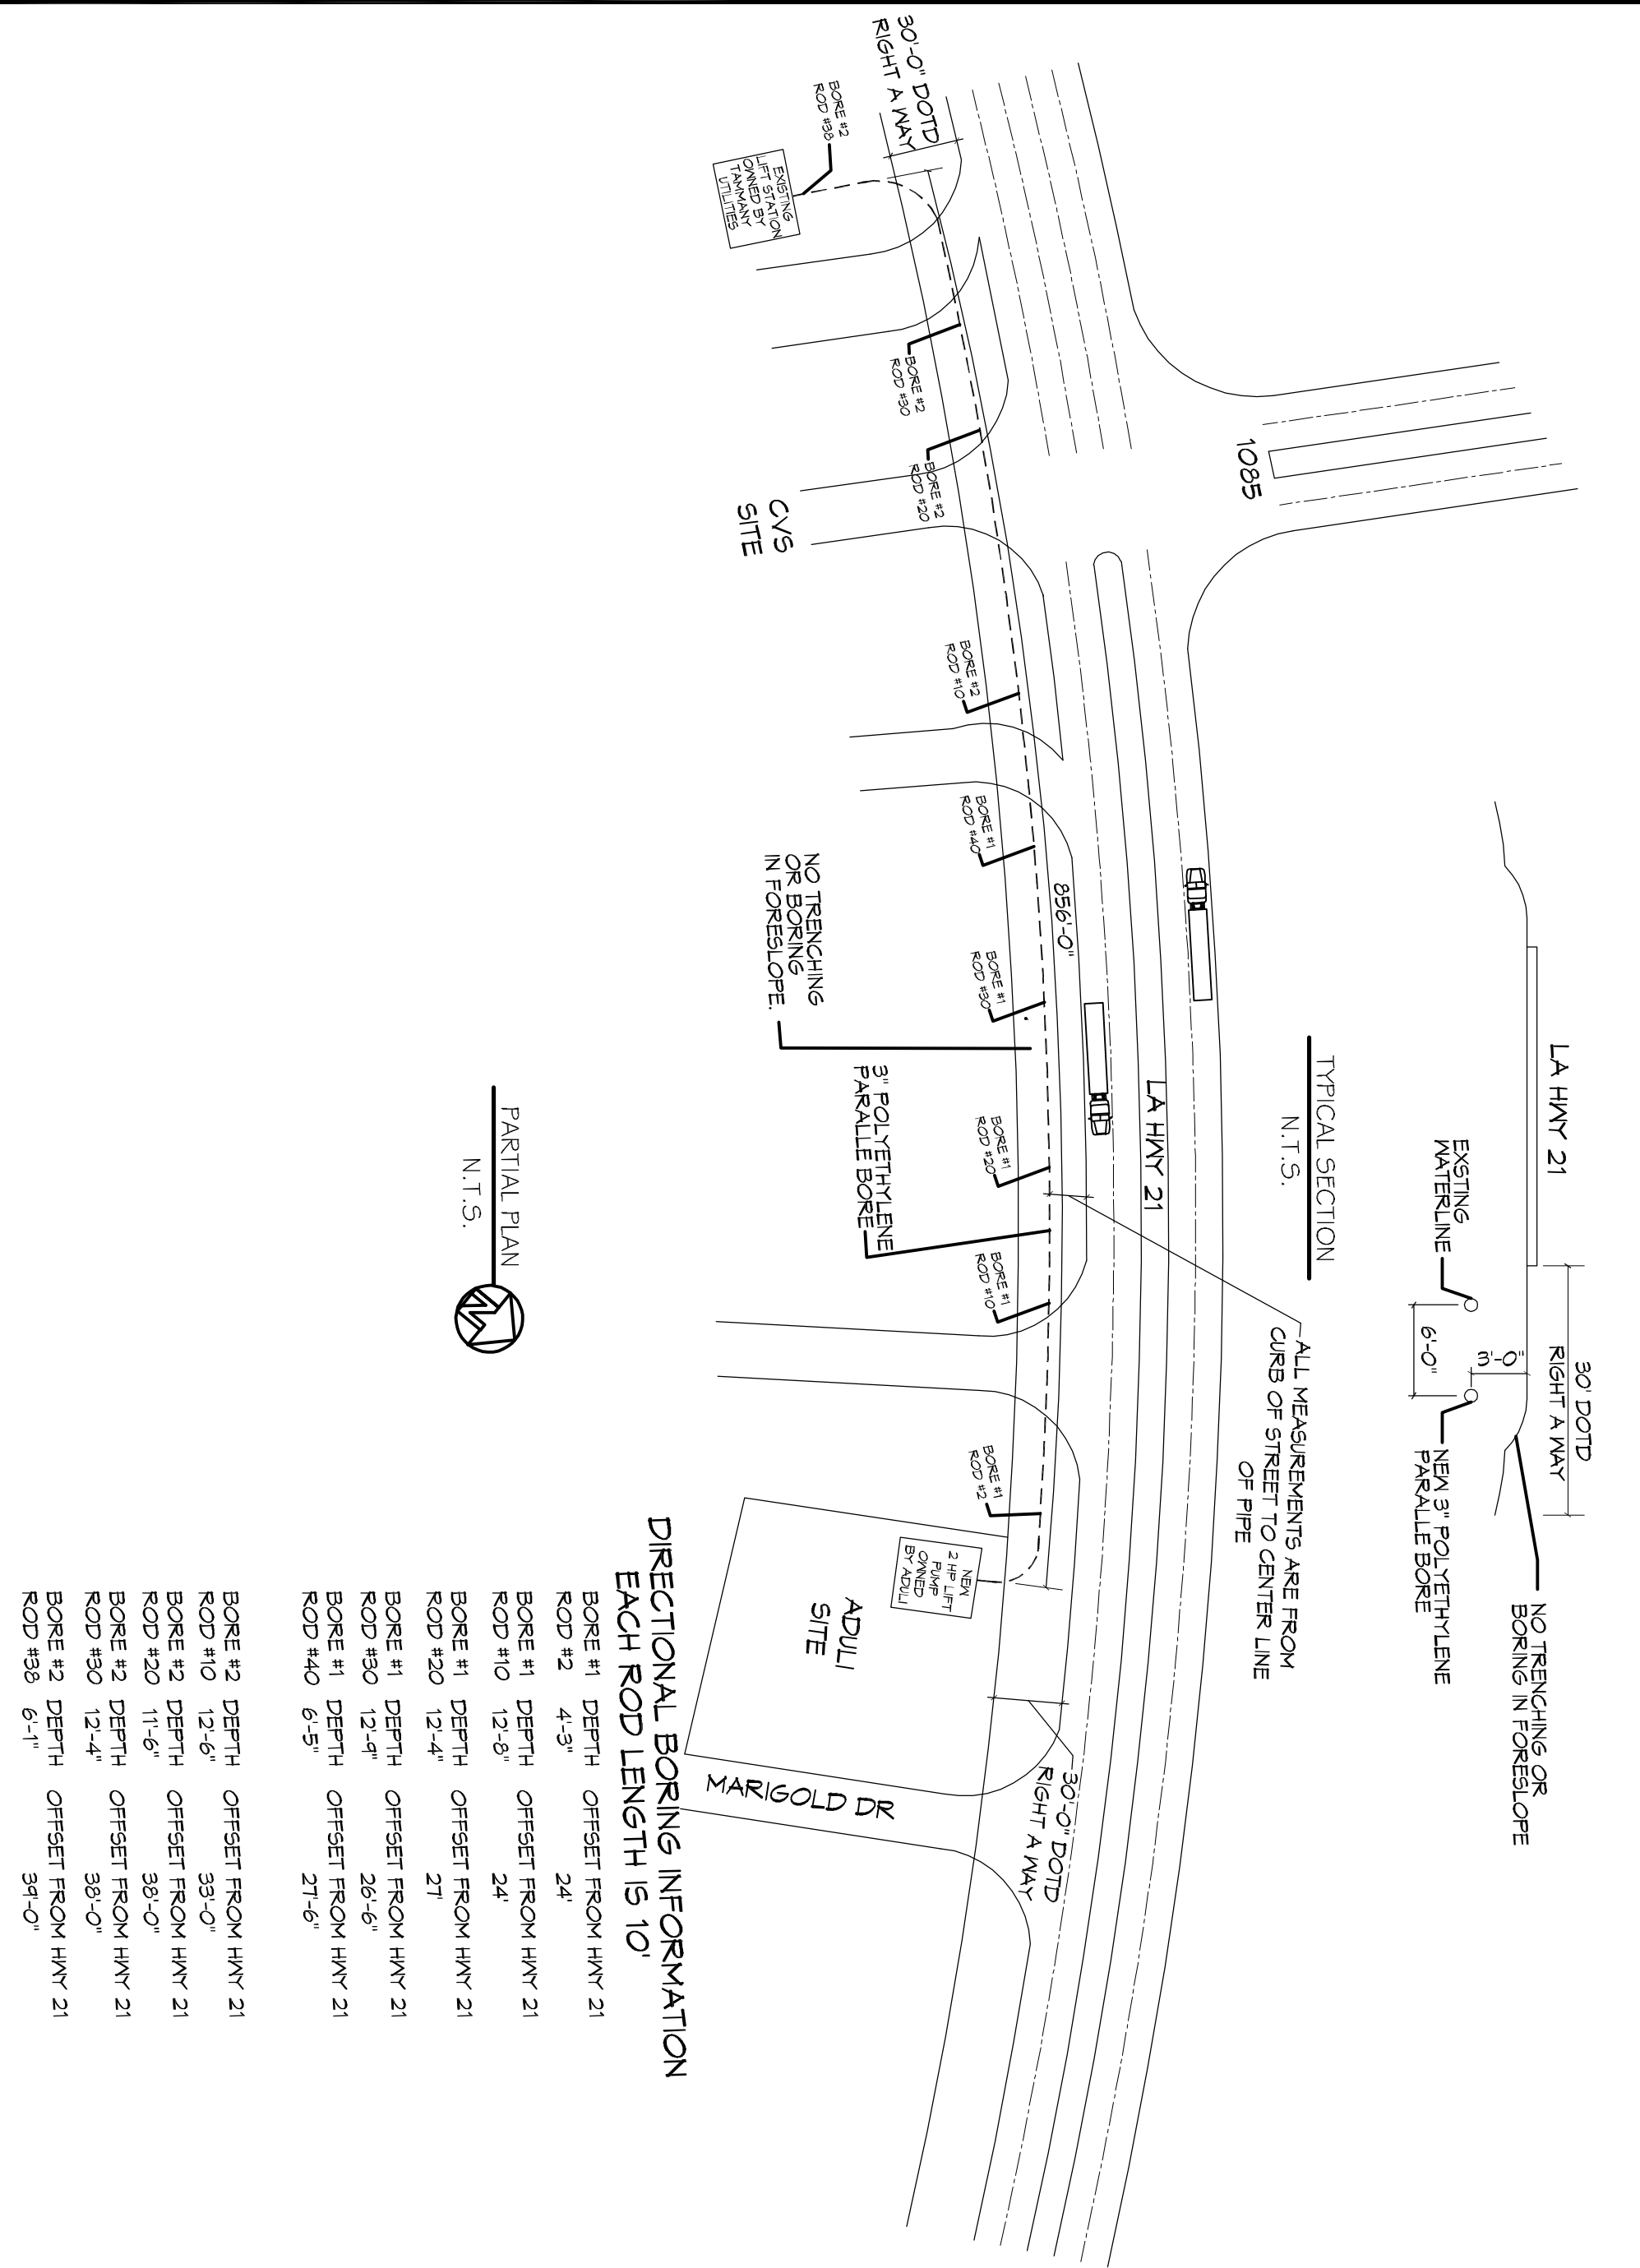 LA HWY 21
30' DOTD
RIGHT A WAY
EXSTING
WATERLINE
6'-0"
3'-0"
NEW 3" POLYETHYLENE
PARALLE BORE
NO TRENCHING OR
BORING IN FORESLOPE
TYPICAL SECTION
N.T.S.
1085
LA HWY 21
ALL MEASUREMENTS ARE FROM
CURB OF STREET TO CENTER LINE
OF PIPE
30'-0" DOTD
RIGHT A WAY
856'-0"
30'-0" DOTD
RIGHT A WAY
BORE #2
ROD #38
EXISTING
LIFT STATION
OWNED BY
TAMMANY
UTILITIES
BORE #2
ROD #30
BORE #2
ROD #20
CVS
SITE
BORE #2
ROD #10
BORE #1
ROD #40
NO TRENCHING
OR BORING
IN FORESLOPE.
BORE #1
ROD #30
3" POLYETHYLENE
PARALLE BORE
BORE #1
ROD #20
BORE #1
ROD #10
BORE #1
ROD #2
NEW
2 HP LIFT
PUMP
OWNED
BY ADULI
ADULI
SITE
MARIGOLD DR
PARTIAL PLAN
N.T.S.
N
DIRECTIONAL BORING INFORMATION
EACH ROD LENGTH IS 10'
BORE #1 DEPTH OFFSET FROM HWY 21
ROD #2 4'-3" 24'
BORE #1 DEPTH OFFSET FROM HWY 21
ROD #10 12'-8" 24'
BORE #1 DEPTH OFFSET FROM HWY 21
ROD #20 12'-4" 27'
BORE #1 DEPTH OFFSET FROM HWY 21
ROD #30 12'-9" 26'-6"
BORE #1 DEPTH OFFSET FROM HWY 21
ROD #40 6'-5" 27'-6"
BORE #2 DEPTH OFFSET FROM HWY 21
ROD #10 12'-6" 33'-0"
BORE #2 DEPTH OFFSET FROM HWY 21
ROD #20 11'-6" 38'-0"
BORE #2 DEPTH OFFSET FROM HWY 21
ROD #30 12'-4" 38'-0"
BORE #2 DEPTH OFFSET FROM HWY 21
ROD #38 6'-1" 39'-0"